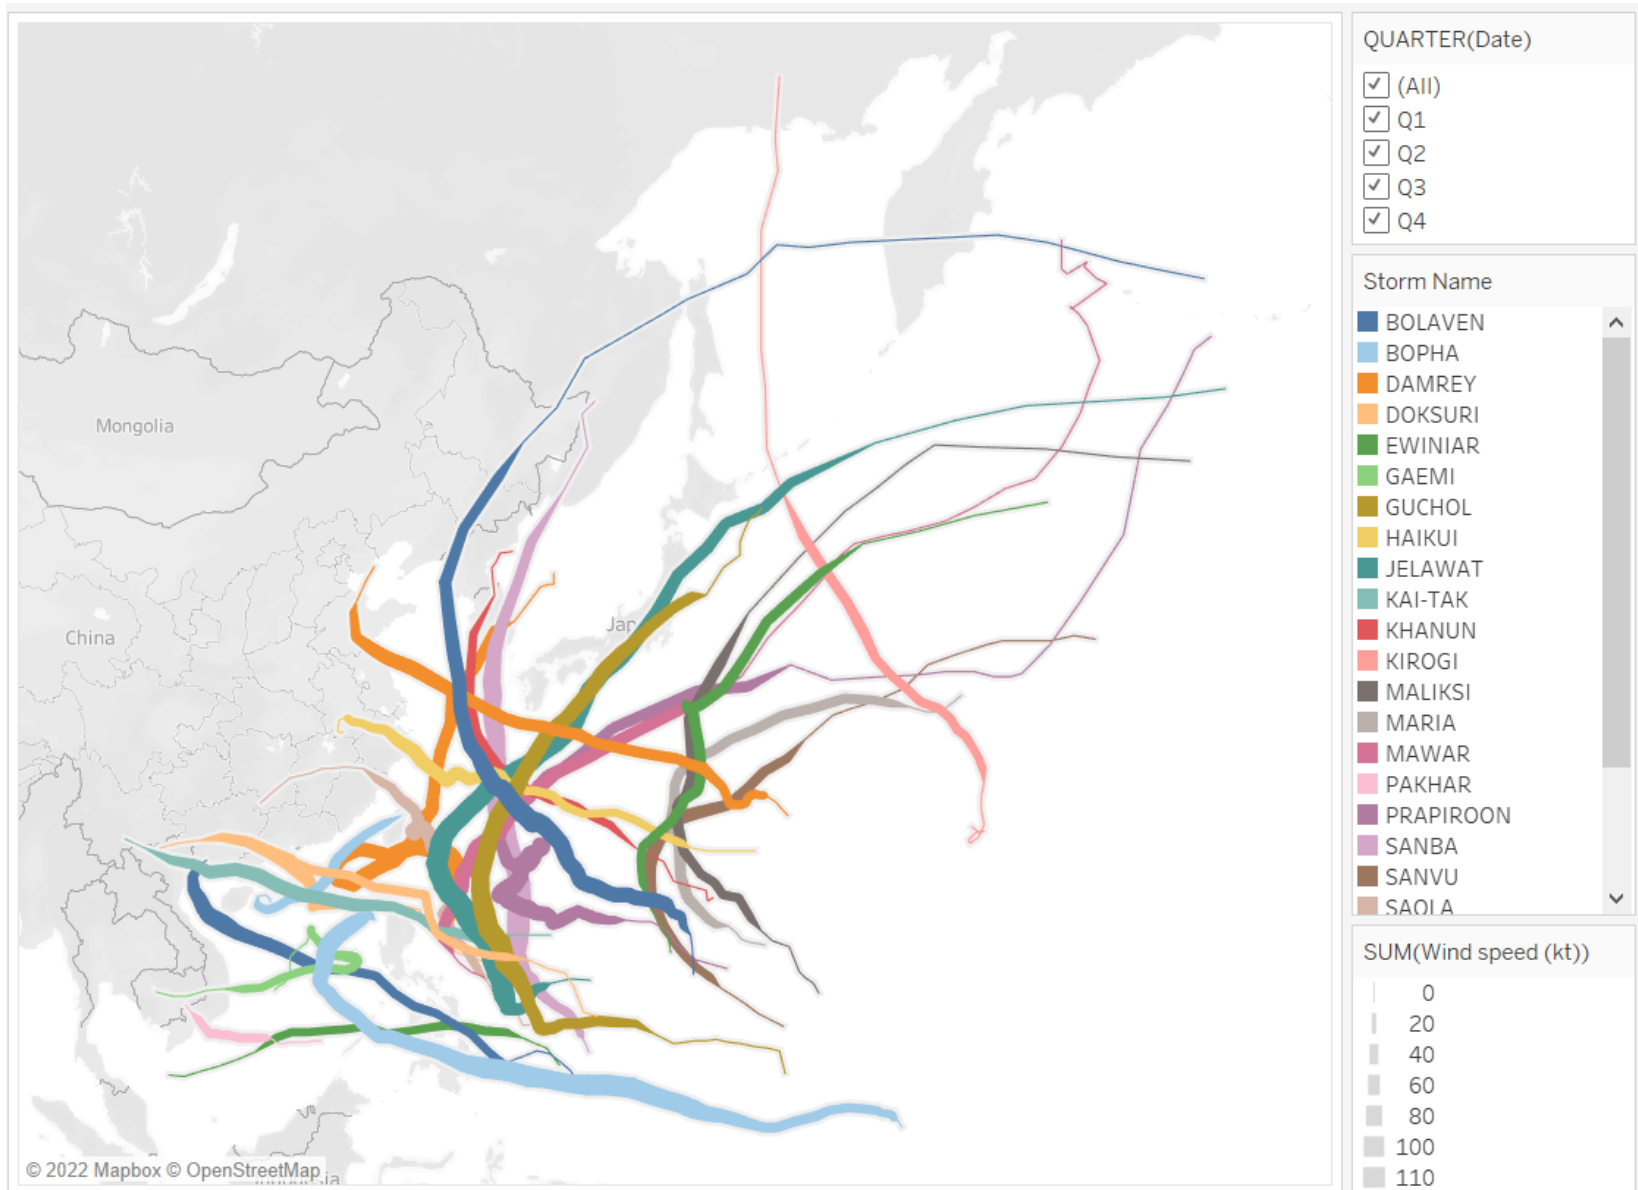 QUARTER(Date)
(All)
Q1
Q2
Q3
Q4
Storm Name
BOLAVEN
BOPHA
DAMREY
DOKSURI
EWINIAR
GAEMI
GUCHOL
HAIKUI
JELAWAT
KAI-TAK
KHANUN
KIROGI
MALIKSI
MARIA
MAWAR
PAKHAR
PRAPIROON
SANBA
SANVU
SAOLA
SUM(Wind speed (kt))
0
20
40
60
80
100
110
Mongolia
China
Jap
© 2022 Mapbox © OpenStreetMap